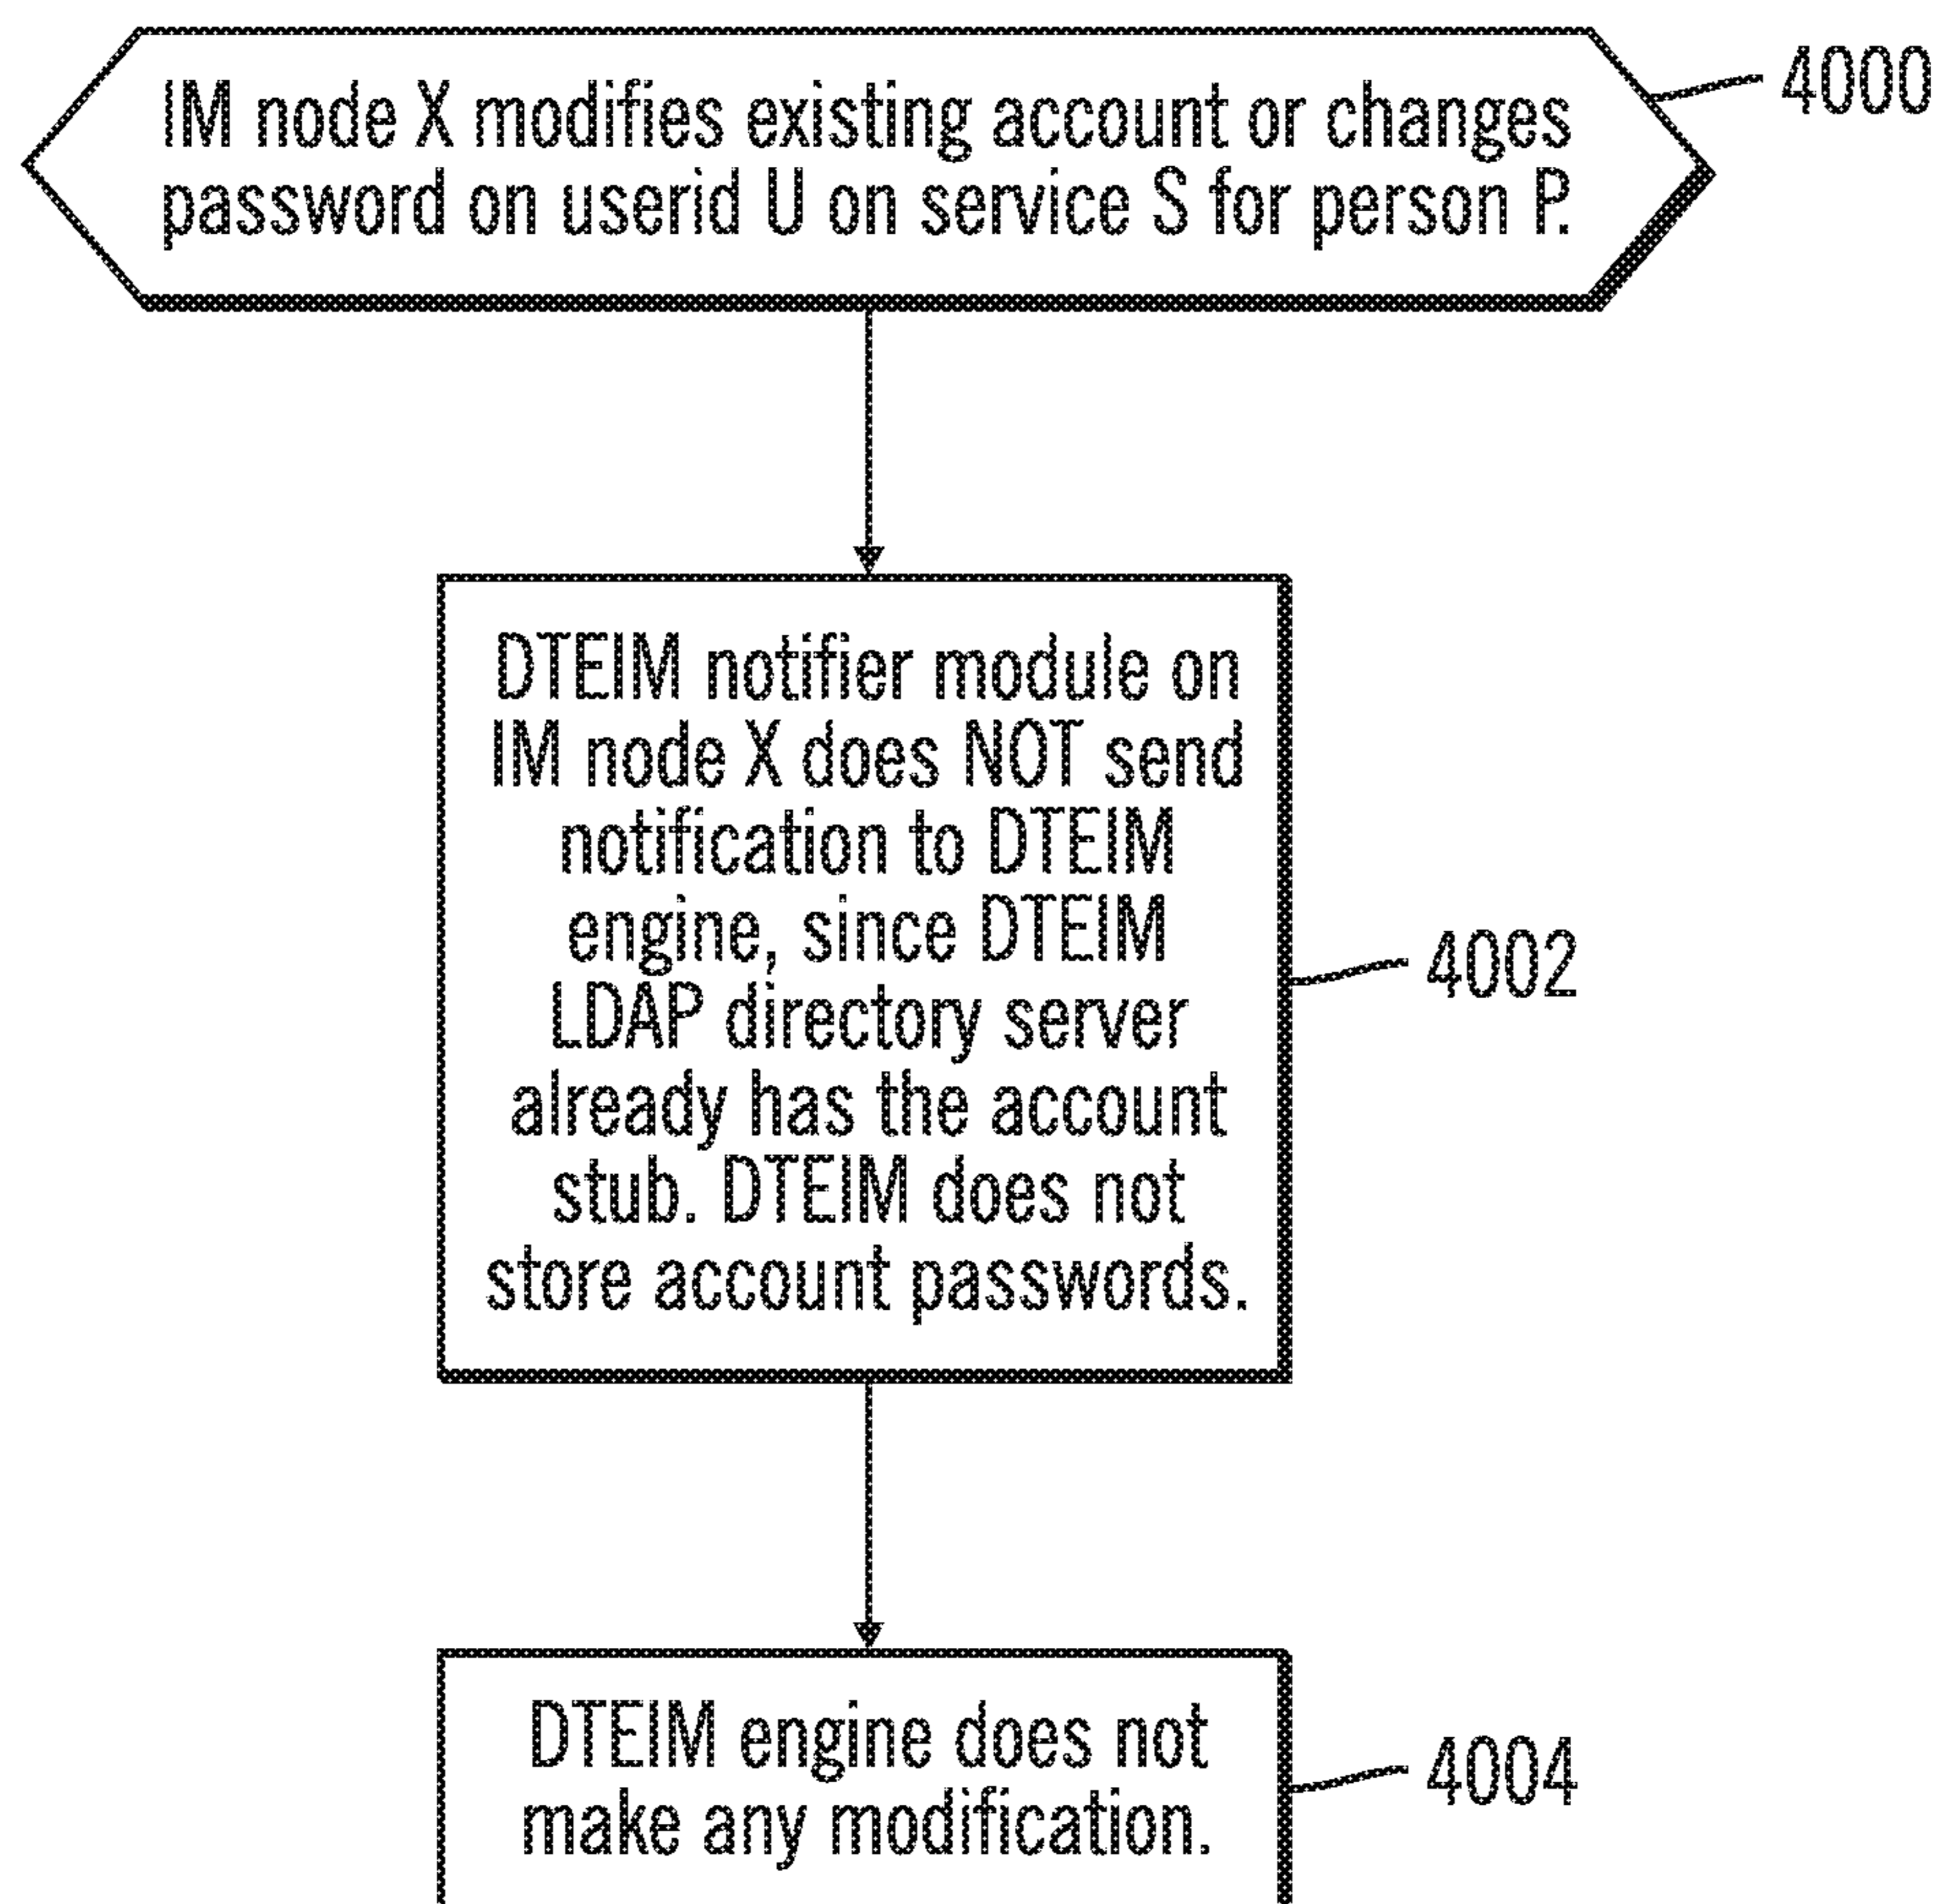 IM node X modifies existing account or changes
password on userid U on service S for person P.
4000
DTEIM notifier module on
IM node X does NOT send
notification to DTEIM
engine, since DTEIM
LDAP directory server
already has the account
stub. DTEIM does not
store account passwords.
4002
DTEIM engine does not
make any modification.
4004